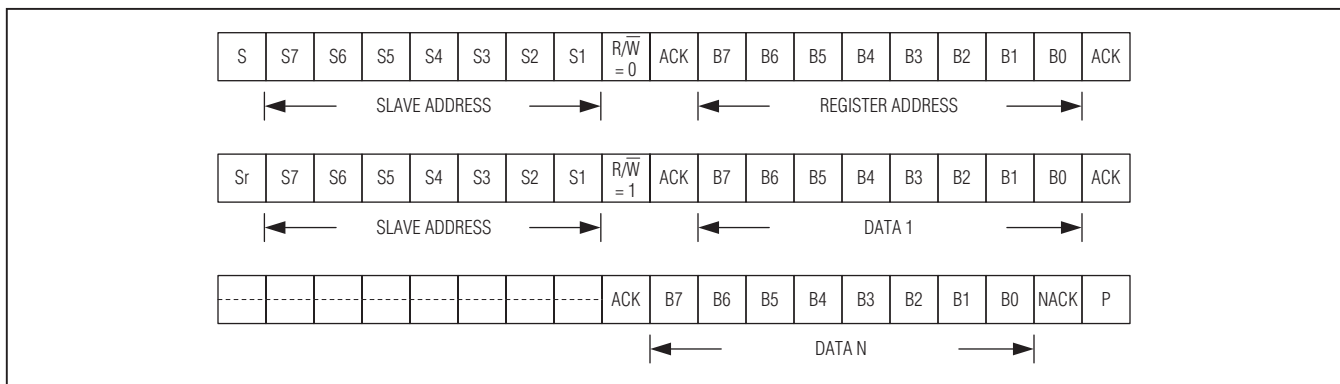 S S7 S6 S5 S4 S3 S2 S1 R/W̅ = 0 ACK B7 B6 B5 B4 B3 B2 B1 B0 ACK
SLAVE ADDRESS REGISTER ADDRESS
Sr S7 S6 S5 S4 S3 S2 S1 R/W̅ = 1 ACK B7 B6 B5 B4 B3 B2 B1 B0 ACK
SLAVE ADDRESS DATA 1
ACK B7 B6 B5 B4 B3 B2 B1 B0 NACK P
DATA N